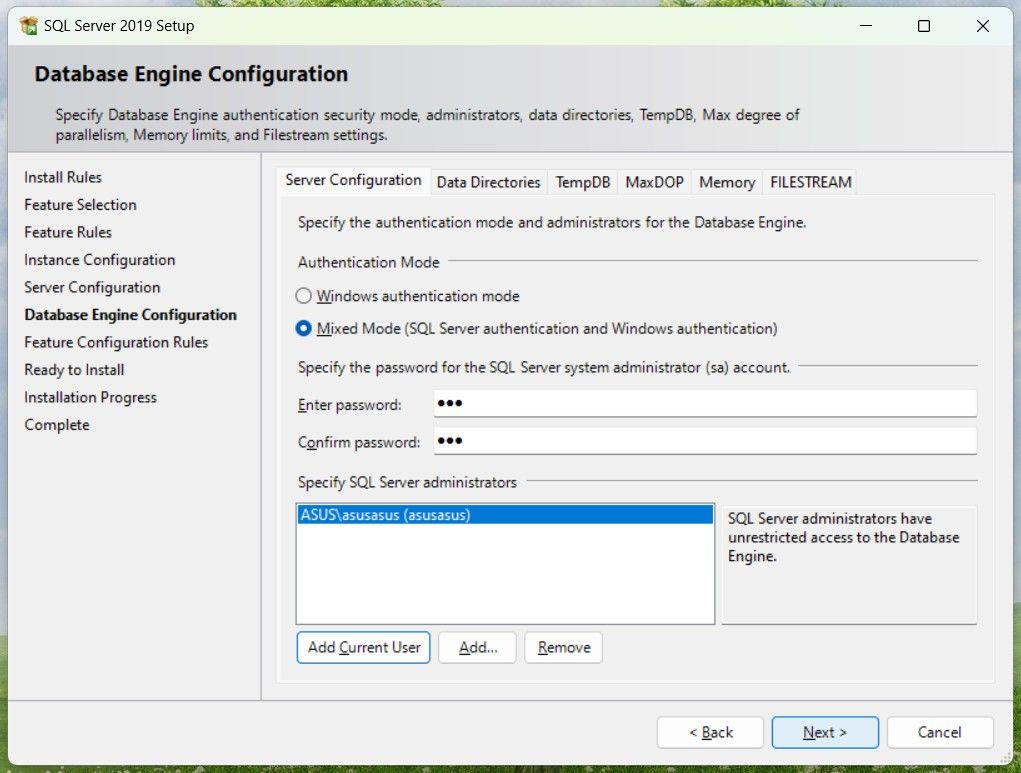 SQL Server 2019 Setup
Database Engine Configuration
Specify Database Engine authentication security mode, administrators, data directories, TempDB, Max degree of
parallelism, Memory limits, and Filestream settings.
Install Rules
Feature Selection
Feature Rules
Instance Configuration
Server Configuration
Database Engine Configuration
Feature Configuration Rules
Ready to Install
Installation Progress
Complete
Server Configuration Data Directories TempDB MaxDOP Memory FILESTREAM
Specify the authentication mode and administrators for the Database Engine.
Authentication Mode
Windows authentication mode
Mixed Mode (SQL Server authentication and Windows authentication)
Specify the password for the SQL Server system administrator (sa) account.
Enter password: ●●●
Confirm password: ●●●
Specify SQL Server administrators
ASUS\asusasus (asusasus)
SQL Server administrators have
unrestricted access to the Database
Engine.
Add Current User Add... Remove
< Back Next > Cancel